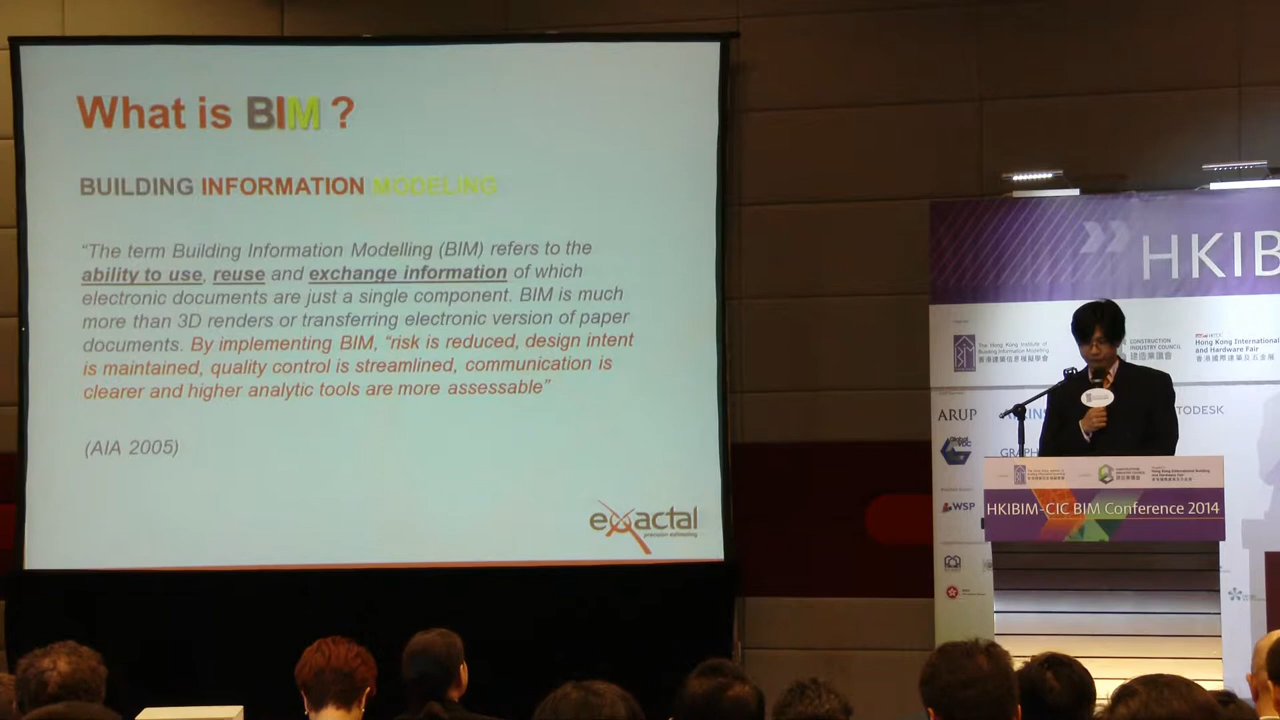 What is BIM ?
BUILDING INFORMATION MODELING
“The term Building Information Modelling (BIM) refers to the
ability to use, reuse and exchange information of which
electronic documents are just a single component. BIM is much
more than 3D renders or transferring electronic version of paper
documents. By implementing BIM, “risk is reduced, design intent
is maintained, quality control is streamlined, communication is
clearer and higher analytic tools are more assessable”
(AIA 2005)
exactal
precision estimating
HKIB
The Hong Kong Institute of
Building Information Modelling
香港建築信息模擬學會
CONSTRUCTION
INDUSTRY COUNCIL
建造業議會
Hong Kong International
and Hardware Fair
香港國際建築及五金展
ARUP
TODESK
Global
VDC
GRAPH
WSP
HKIBIM-CIC BIM Conference 2014